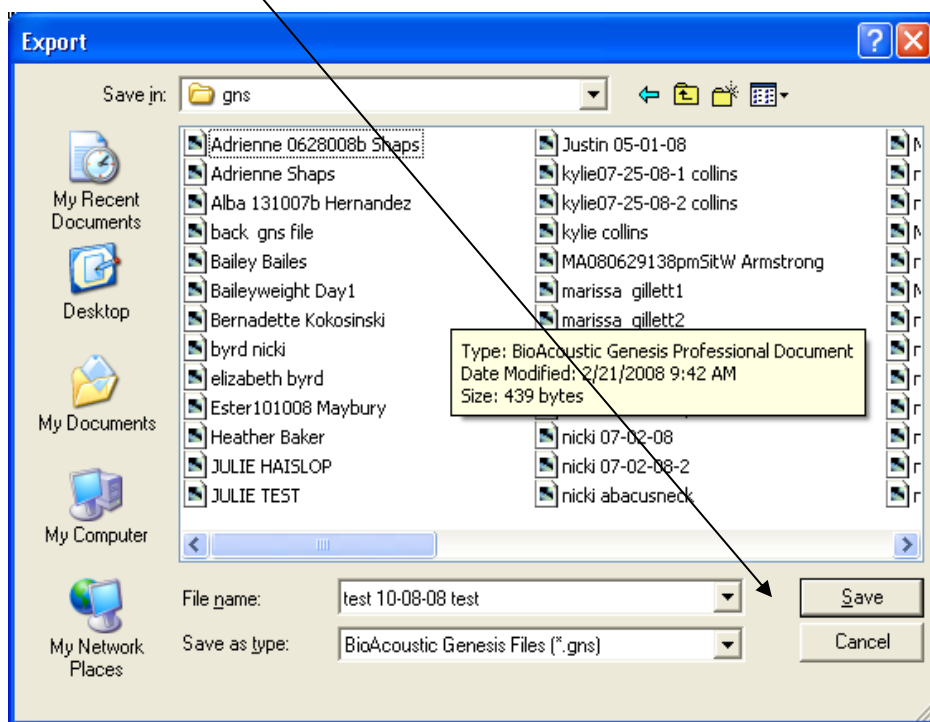 Export
Save in:
gns
My Recent
Documents
Desktop
My Documents
My Computer
My Network
Places
Adrienne 0628008b Shaps
Adrienne Shaps
Alba 131007b Hernandez
back gns file
Bailey Bailes
Baileyweight Day1
Bernadette Kokosinski
byrd nicki
elizabeth byrd
Ester101008 Maybury
Heather Baker
JULIE HAISLOP
JULIE TEST
Justin 05-01-08
kylie07-25-08-1 collins
kylie07-25-08-2 collins
kylie collins
MA080629138pmSitW Armstrong
marissa gillett1
marissa gillett2
Type: BioAcoustic Genesis Professional Document
Date Modified: 2/21/2008 9:42 AM
Size: 439 bytes
nicki 07-02-08
nicki 07-02-08-2
nicki abacusneck
File name:
test 10-08-08 test
Save
Save as type:
BioAcoustic Genesis Files (*.gns)
Cancel